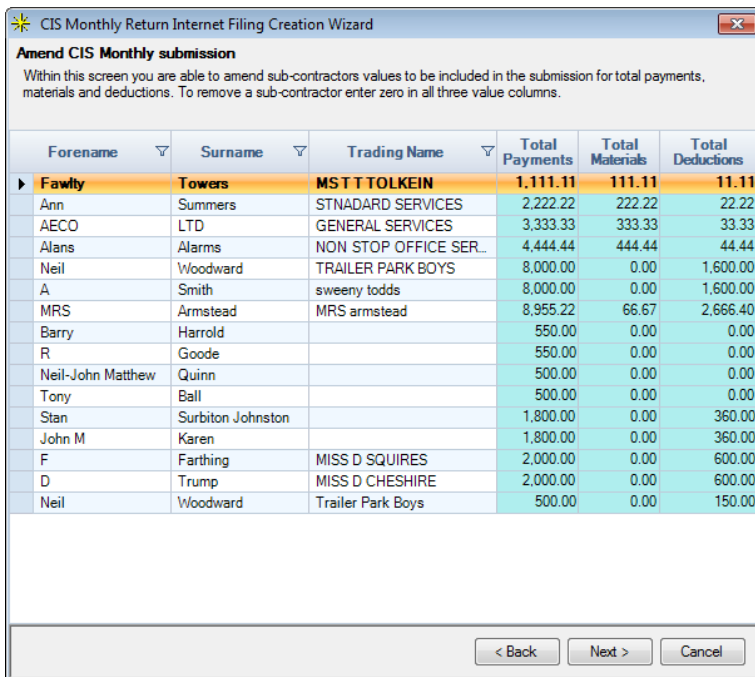 CIS Monthly Return Internet Filing Creation Wizard
Amend CIS Monthly submission
Within this screen you are able to amend sub-contractors values to be included in the submission for total payments,
materials and deductions. To remove a sub-contractor enter zero in all three value columns.
Forename Surname Trading Name Total Payments Total Materials Total Deductions
Fawlty Towers MS T T TOLKEIN 1,111.11 111.11 11.11
Ann Summers STNADARD SERVICES 2,222.22 222.22 22.22
AECO LTD GENERAL SERVICES 3,333.33 333.33 33.33
Alans Alarms NON STOP OFFICE SER... 4,444.44 444.44 44.44
Neil Woodward TRAILER PARK BOYS 8,000.00 0.00 1,600.00
A Smith sweeny todds 8,000.00 0.00 1,600.00
MRS Armstead MRS armstead 8,955.22 66.67 2,666.40
Barry Harrold 550.00 0.00 0.00
R Goode 550.00 0.00 0.00
Neil-John Matthew Quinn 500.00 0.00 0.00
Tony Ball 500.00 0.00 0.00
Stan Surbiton Johnston 1,800.00 0.00 360.00
John M Karen 1,800.00 0.00 360.00
F Farthing MISS D SQUIRES 2,000.00 0.00 600.00
D Trump MISS D CHESHIRE 2,000.00 0.00 600.00
Neil Woodward Trailer Park Boys 500.00 0.00 150.00
< Back Next > Cancel